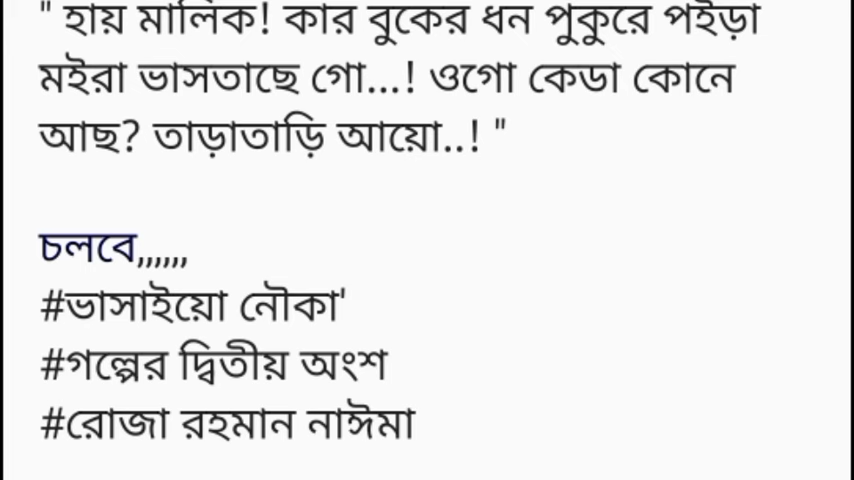 " হায় মালিক! কার বুকের ধন পুকুরে পইড়া
মইরা ভাসতাছে গো...! ওগো কেডা কোনে
আছ? তাড়াতাড়ি আয়ো..! "
চলবে,,,,,,
#ভাসাইয়ো নৌকা'
#গল্পের দ্বিতীয় অংশ
#রোজা রহমান নাঈমা